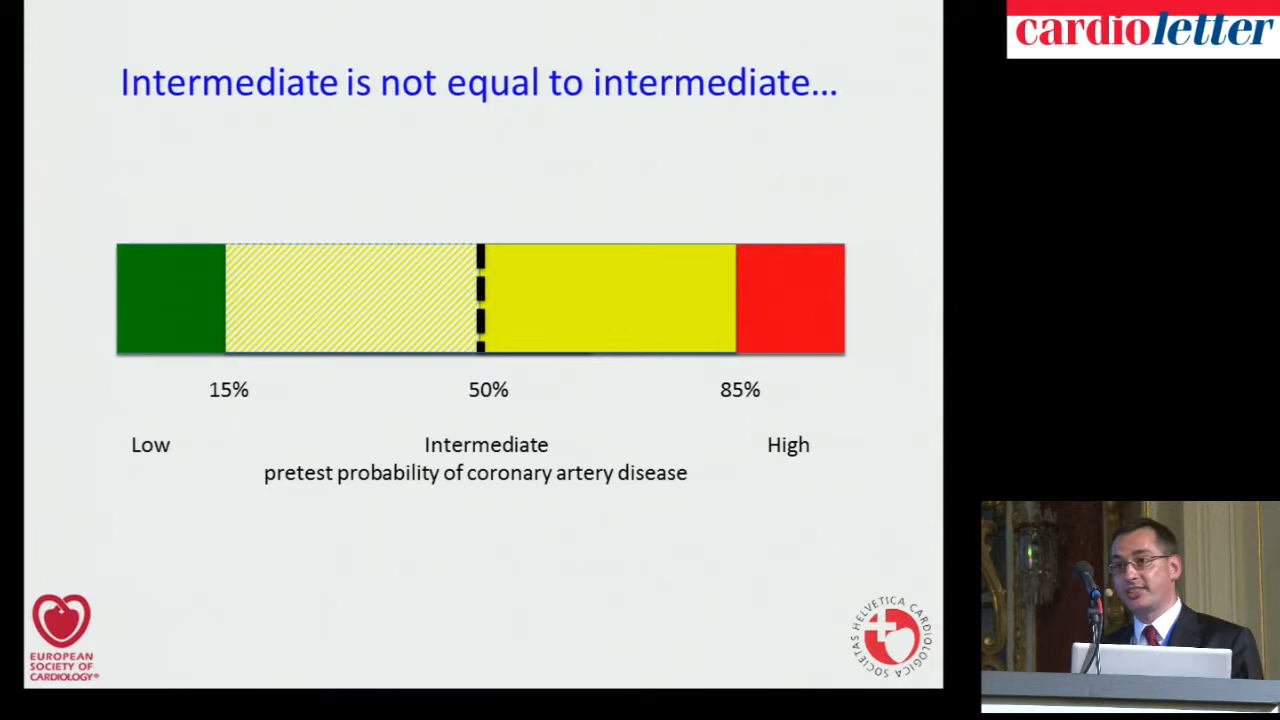 cardioletter
Intermediate is not equal to intermediate...
15%
50%
85%
Low
Intermediate
High
pretest probability of coronary artery disease
EUROPEAN
SOCIETY OF
CARDIOLOGY®
SOCIETAS HELVETICA CARDIOLOGICA